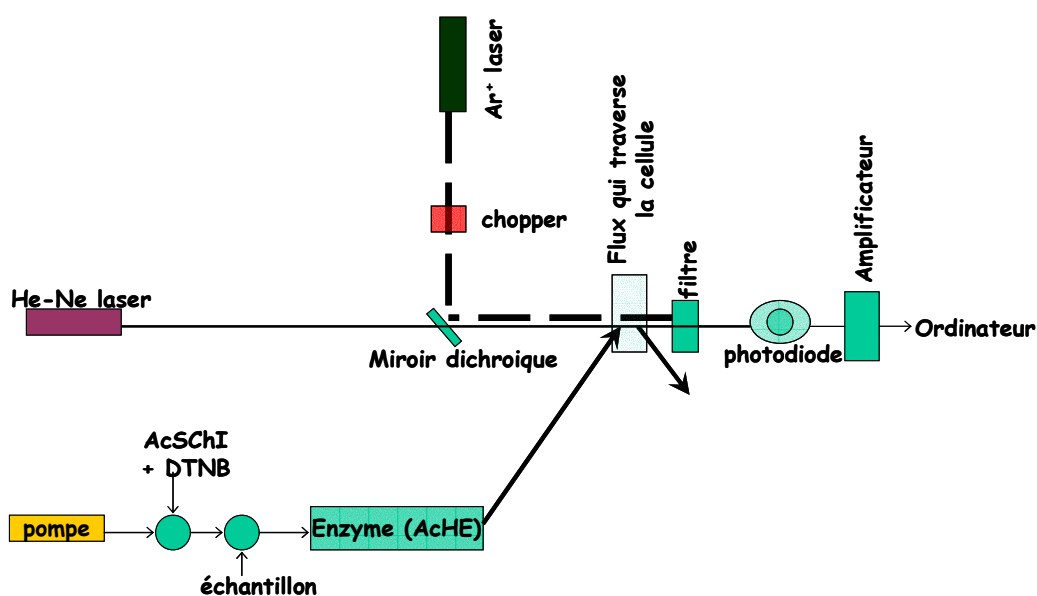 Ar⁺ laser
Flux qui traverse
la cellule
Amplificateur
chopper
filtre
He-Ne laser
Ordinateur
Miroir dichroique
photodiode
AcSChI
+ DTNB
pompe
Enzyme (AcHE)
échantillon